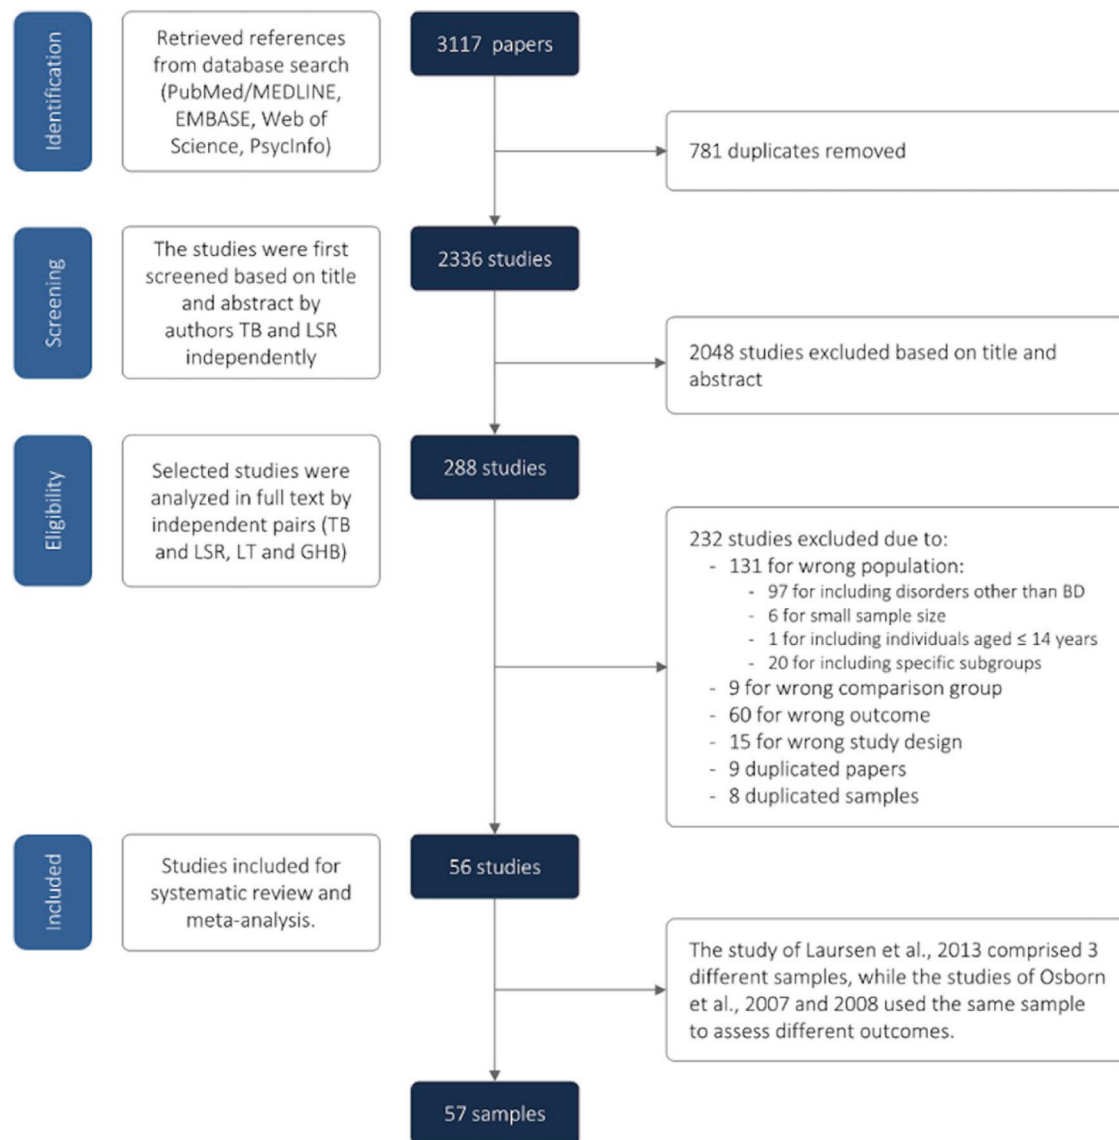 Identification
Retrieved references
from database search
(PubMed/MEDLINE,
EMBASE, Web of
Science, PsycInfo)
3117 papers
781 duplicates removed
Screening
The studies were first
screened based on title
and abstract by
authors TB and LSR
independently
2336 studies
2048 studies excluded based on title and
abstract
Eligibility
Selected studies were
analyzed in full text by
independent pairs (TB
and LSR, LT and GHB)
288 studies
232 studies excluded due to:
- 131 for wrong population:
- 97 for including disorders other than BD
- 6 for small sample size
- 1 for including individuals aged ≤ 14 years
- 20 for including specific subgroups
- 9 for wrong comparison group
- 60 for wrong outcome
- 15 for wrong study design
- 9 duplicated papers
- 8 duplicated samples
Included
Studies included for
systematic review and
meta-analysis.
56 studies
The study of Laursen et al., 2013 comprised 3
different samples, while the studies of Osborn
et al., 2007 and 2008 used the same sample
to assess different outcomes.
57 samples